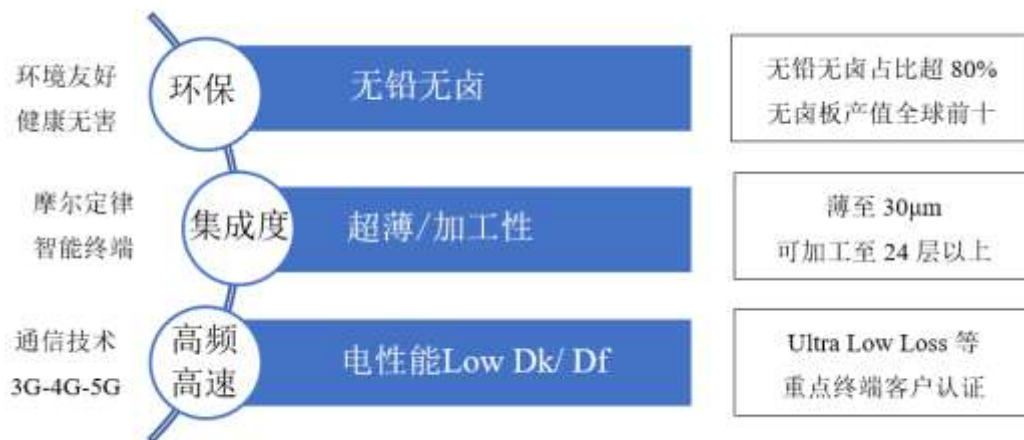 环境友好
健康无害
环保
无铅无卤
无铅无卤占比超 80%
无卤板产值全球前十
摩尔定律
智能终端
集成度
超薄/加工性
薄至 30μm
可加工至 24 层以上
通信技术
3G-4G-5G
高频
高速
电性能Low Dk/ Df
Ultra Low Loss 等
重点终端客户认证